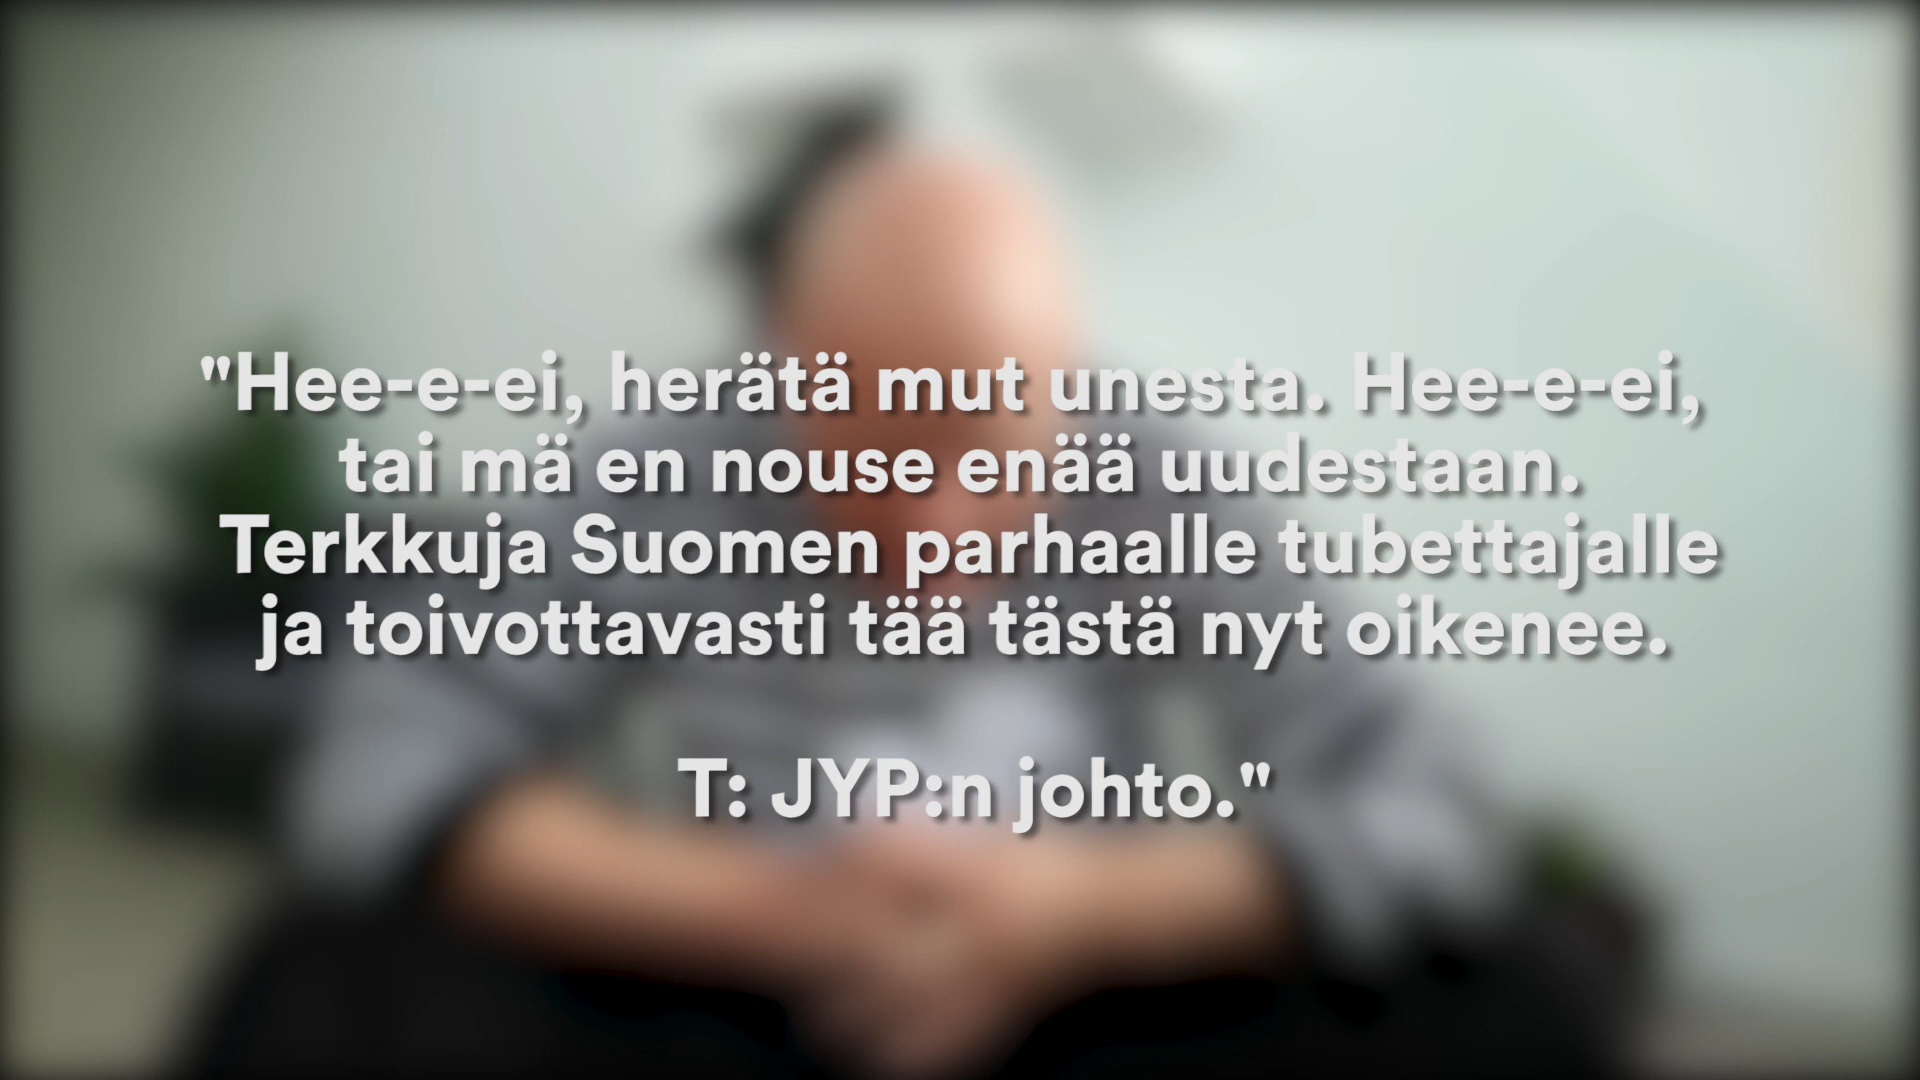 "Hee-e-ei, herätä mut unesta. Hee-e-ei,
tai mä en nouse enää uudestaan.
Terkkuja Suomen parhaalle tubettajalle
ja toivottavasti tää tästä nyt oikenee.
T: JYP:n johto."